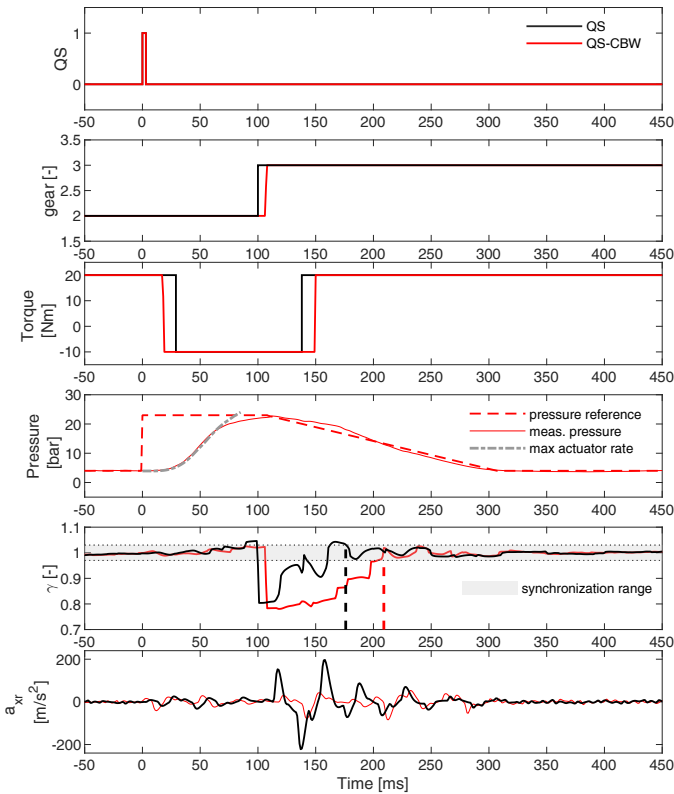 1
0
QS
QS
QS-CBW
-50 0 50 100 150 200 250 300 350 400 450
3.5
3
2.5
2
1.5
gear [-]
-50 0 50 100 150 200 250 300 350 400 450
20
10
0
-10
Torque
[Nm]
-50 0 50 100 150 200 250 300 350 400 450
30
20
10
0
Pressure
[bar]
pressure reference
meas. pressure
max actuator rate
-50 0 50 100 150 200 250 300 350 400 450
1.1
1
0.9
0.8
0.7
γ [-]
synchronization range
-50 0 50 100 150 200 250 300 350 400 450
200
0
-200
a_xr
[m/s²]
-50 0 50 100 150 200 250 300 350 400 450
Time [ms]